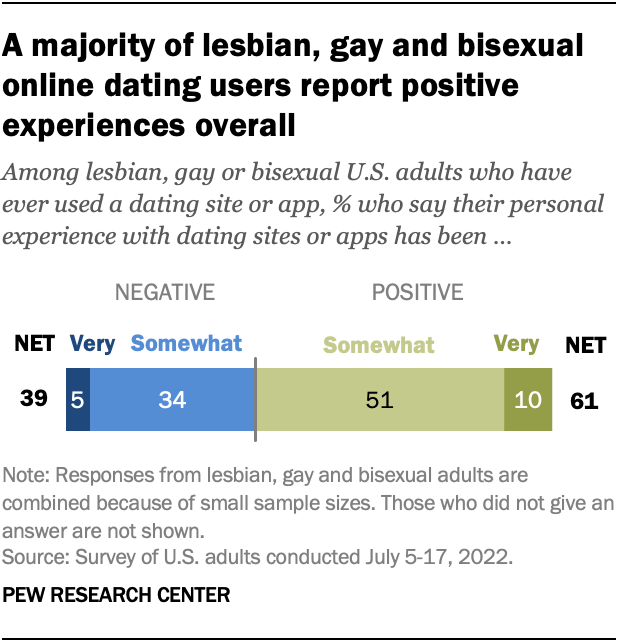 A majority of lesbian, gay and bisexual
online dating users report positive
experiences overall
Among lesbian, gay or bisexual U.S. adults who have
ever used a dating site or app, % who say their personal
experience with dating sites or apps has been ...
NEGATIVE POSITIVE
NET Very Somewhat Somewhat Very NET
39 5 34 51 10 61
Note: Responses from lesbian, gay and bisexual adults are
combined because of small sample sizes. Those who did not give an
answer are not shown.
Source: Survey of U.S. adults conducted July 5-17, 2022.
PEW RESEARCH CENTER